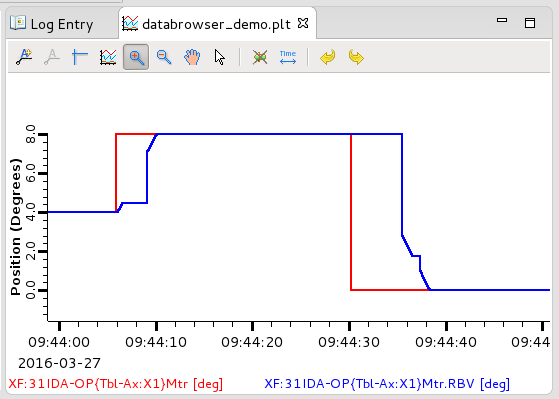 Log Entry
databrowser_demo.plt
Time
Position (Degrees)
8.0
6.0
4.0
2.0
0.0
09:44:00 09:44:10 09:44:20 09:44:30 09:44:40 09:44
2016-03-27
XF:31IDA-OP{Tbl-Ax:X1}Mtr [deg] XF:31IDA-OP{Tbl-Ax:X1}Mtr.RBV [deg]